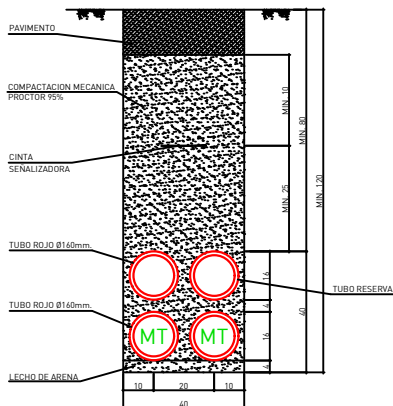 PAVIMENTO
COMPACTACION MECANICA
PROCTOR 95%
CINTA
SEÑALIZADORA
TUBO ROJO Ø160mm.
TUBO ROJO Ø160mm.
LECHO DE ARENA
MT
MT
TUBO RESERVA
MIN. 10
MIN. 25
MIN. 80
MIN. 120
16
4
16
4
40
10
20
10
40